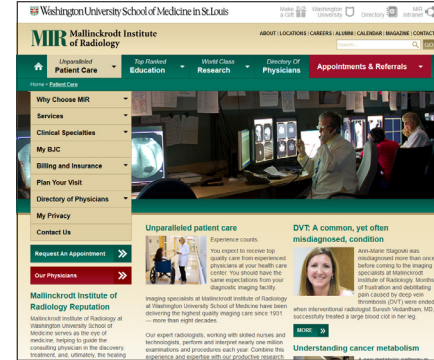 Washington University School of Medicine in St. Louis
Make a Gift
Washington University
Directory
MIR Intranet
MIR Mallinckrodt Institute of Radiology
ABOUT | LOCATIONS | CAREERS | ALUMNI | CALENDAR | MAGAZINE | CONTACT
Search...
GO
Unparalleled Patient Care
Top Ranked Education
World Class Research
Directory Of Physicians
Appointments & Referrals
Home » Patient Care
Why Choose MIR
Services
Clinical Specialties
My BJC
Billing and Insurance
Plan Your Visit
Directory of Physicians
My Privacy
Contact Us
Request An Appointment
Our Physicians
Mallinckrodt Institute of
Radiology Reputation
Mallinckrodt Institute of Radiology at
Washington University School of
Medicine serves as the eye of
medicine, helping to guide the
consulting physician in the discovery,
treatment, and, ultimately, the healing
Unparalleled patient care
Experience counts.
You expect to receive top
quality care from experienced
physicians at your health care
center. You should have the
same expectations from your
diagnostic imaging facility.
Imaging specialists at Mallinckrodt Institute of Radiology
at Washington University School of Medicine have been
delivering the highest quality imaging care since 1931
— more than eight decades.
Our expert radiologists, working with skilled nurses and
technologists, perform and interpret nearly one million
examinations and procedures each year. Combine this
experience and expertise with our productive research
DVT: A common, yet often
misdiagnosed, condition
Ann-Marie Stagoski was
misdiagnosed more than once
before coming to the imaging
specialists at Mallinckrodt
Institute of Radiology. Months
of frustration and debilitating
pain caused by deep vein
thrombosis (DVT) were ended
when interventional radiologist Suresh Vedantham, MD,
successfully treated a large blood clot in her leg.
MORE
Understanding cancer metabolism